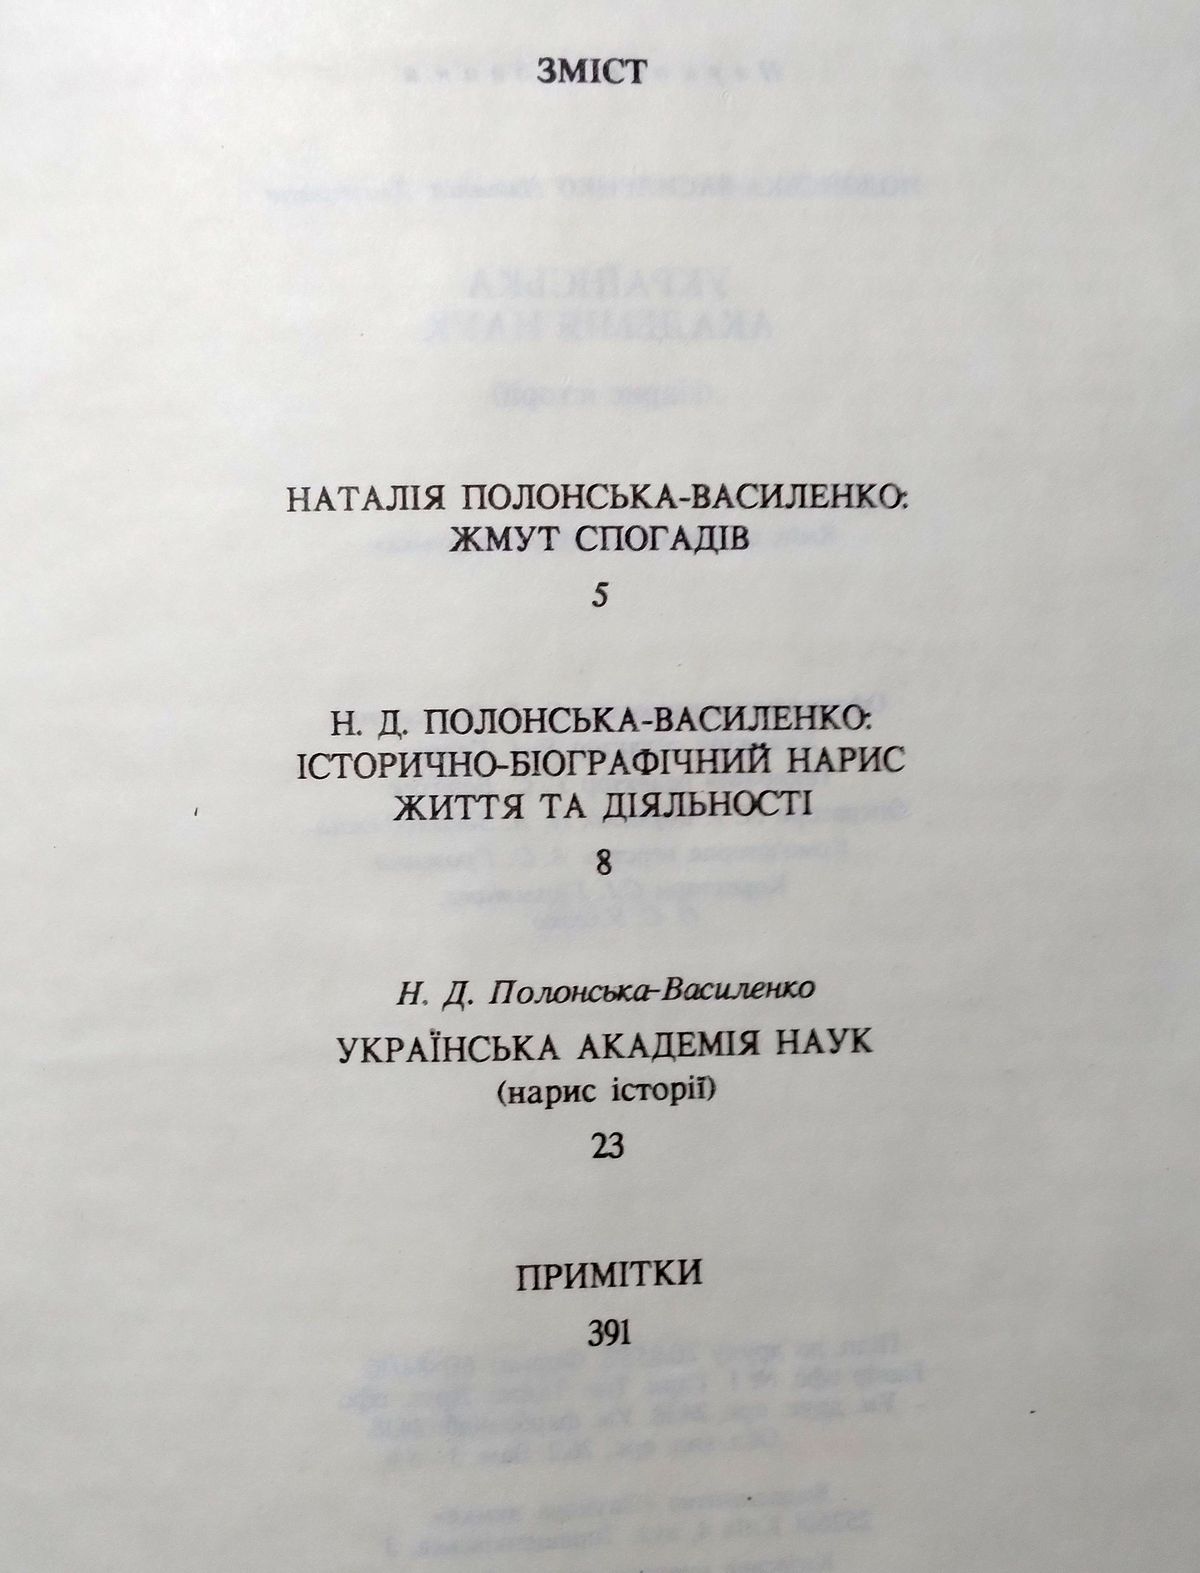 ЗМІСТ
НАТАЛІЯ ПОЛОНСЬКА-ВАСИЛЕНКО:
ЖМУТ СПОГАДІВ
5
Н. Д. ПОЛОНСЬКА-ВАСИЛЕНКО:
ІСТОРИЧНО-БІОГРАФІЧНИЙ НАРИС
ЖИТТЯ ТА ДІЯЛЬНОСТІ
8
Н. Д. Полонська-Василенко
УКРАЇНСЬКА АКАДЕМІЯ НАУК
(нарис історії)
23
ПРИМІТКИ
391